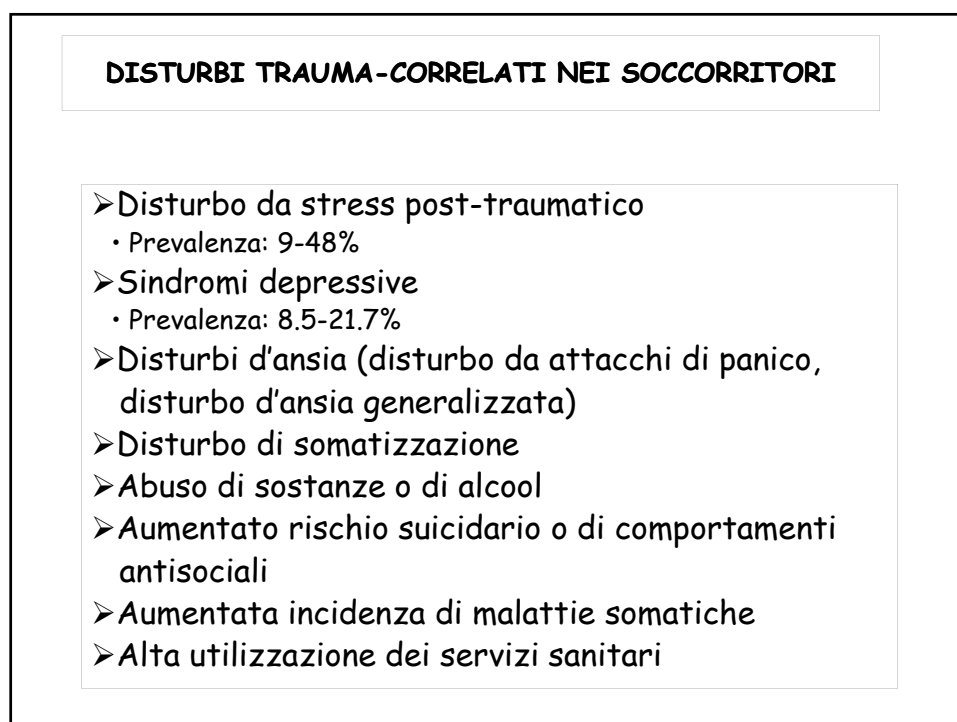 DISTURBI TRAUMA-CORRELATI NEI SOCCORRITORI
➢Disturbo da stress post-traumatico
• Prevalenza: 9-48%
➢Sindromi depressive
• Prevalenza: 8.5-21.7%
➢Disturbi d'ansia (disturbo da attacchi di panico,
disturbo d'ansia generalizzata)
➢Disturbo di somatizzazione
➢Abuso di sostanze o di alcool
➢Aumentato rischio suicidario o di comportamenti
antisociali
➢Aumentata incidenza di malattie somatiche
➢Alta utilizzazione dei servizi sanitari